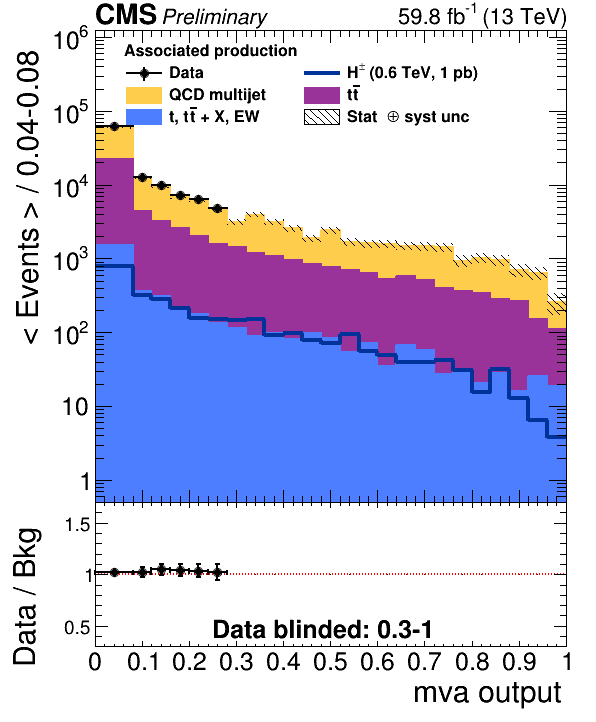 CMS Preliminary 59.8 fb⁻¹ (13 TeV)
Associated production
Data
H± (0.6 TeV, 1 pb)
QCD multijet
tt̄
t, tt̄ + X, EW
Stat ⊕ syst unc
< Events > / 0.04-0.08
10⁶
10⁵
10⁴
10³
10²
10
1
Data / Bkg
1.5
1
0.5
Data blinded: 0.3-1
0 0.1 0.2 0.3 0.4 0.5 0.6 0.7 0.8 0.9 1
mva output